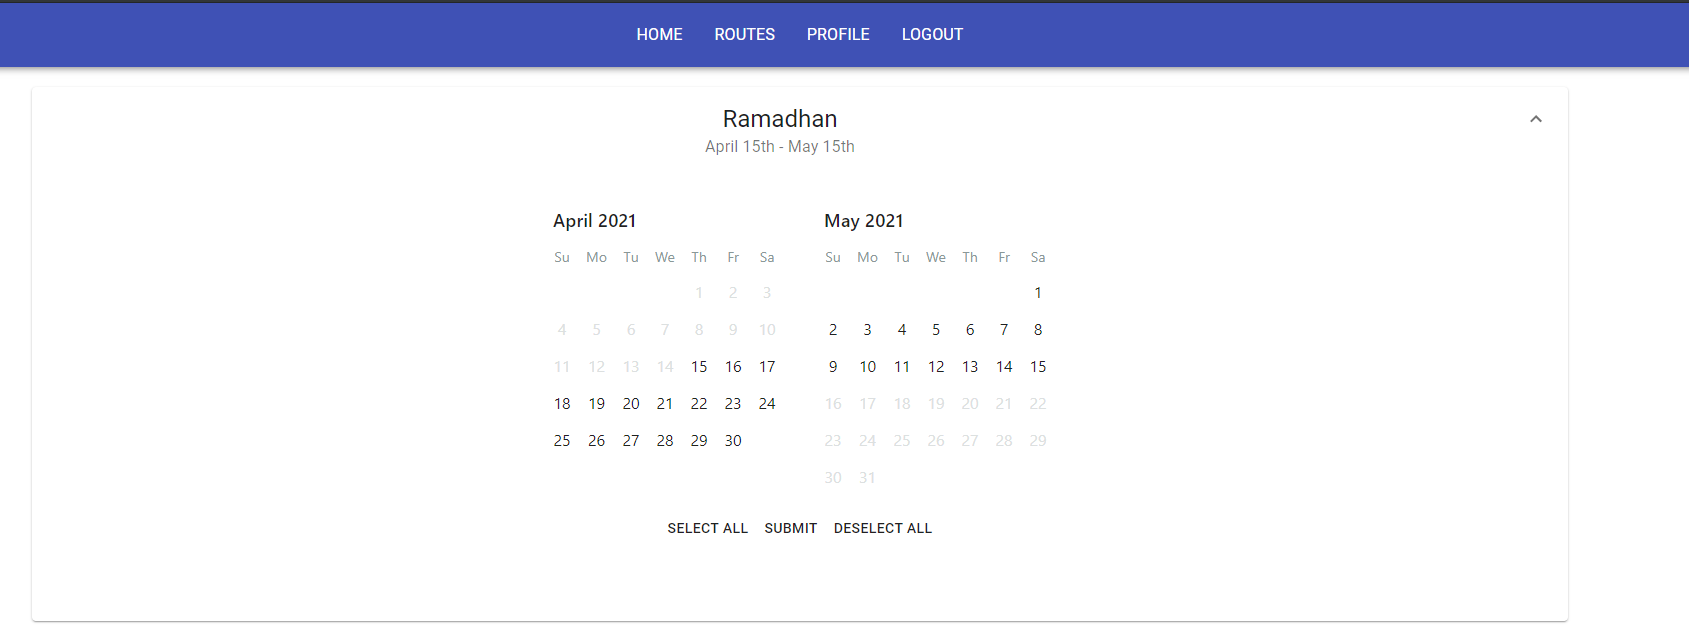 HOME ROUTES PROFILE LOGOUT
Ramadhan
April 15th - May 15th
April 2021
Su Mo Tu We Th Fr Sa
1 2 3
4 5 6 7 8 9 10
11 12 13 14 15 16 17
18 19 20 21 22 23 24
25 26 27 28 29 30
May 2021
Su Mo Tu We Th Fr Sa
1
2 3 4 5 6 7 8
9 10 11 12 13 14 15
16 17 18 19 20 21 22
23 24 25 26 27 28 29
30 31
SELECT ALL SUBMIT DESELECT ALL